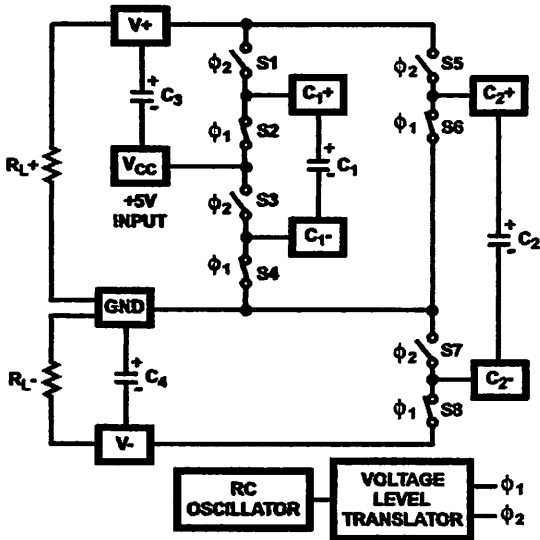 V+
S1
S5
ϕ2
ϕ2
+
C3
-
C1+
C2+
ϕ1
S2
ϕ1
S6
RL+
VCC
+
C1
-
+5V
INPUT
S3
ϕ2
C1-
+
C2
-
ϕ1
S4
GND
S7
ϕ2
RL-
+
C4
-
C2-
ϕ1
S8
V-
RC
OSCILLATOR
VOLTAGE
LEVEL
TRANSLATOR
ϕ1
ϕ2